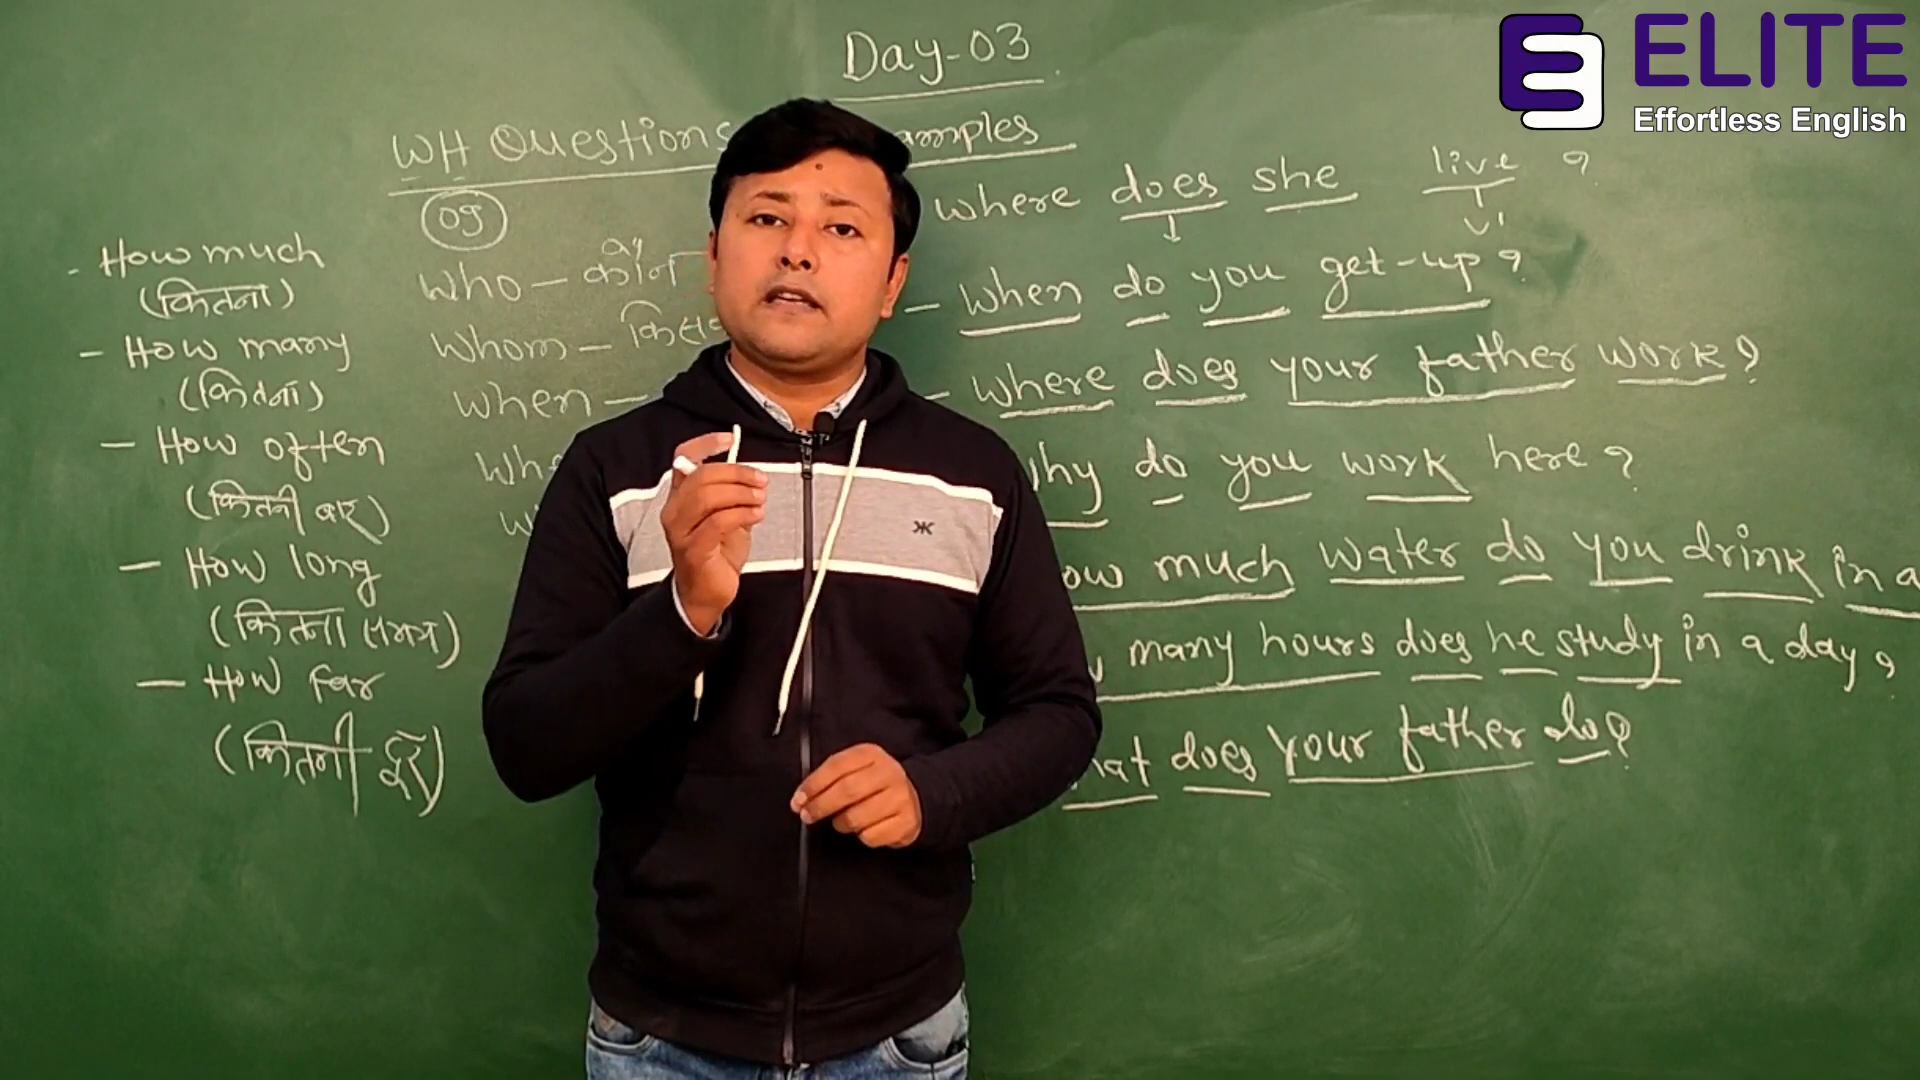 Day-03
WH Questions
(09)
- How much
(कितना)
- How many
(कितना)
- How often
(कितनी बार)
- How long
(कितना समय)
- How far
(कितनी दूर)
Who - कौन
Whom -
When -
where does she live ?
V1
- When do you get-up ?
- where does your father work ?
do you work here ?
much water do you drink in a
many hours does he study in a day ?
does your father do ?
ELITE
Effortless English